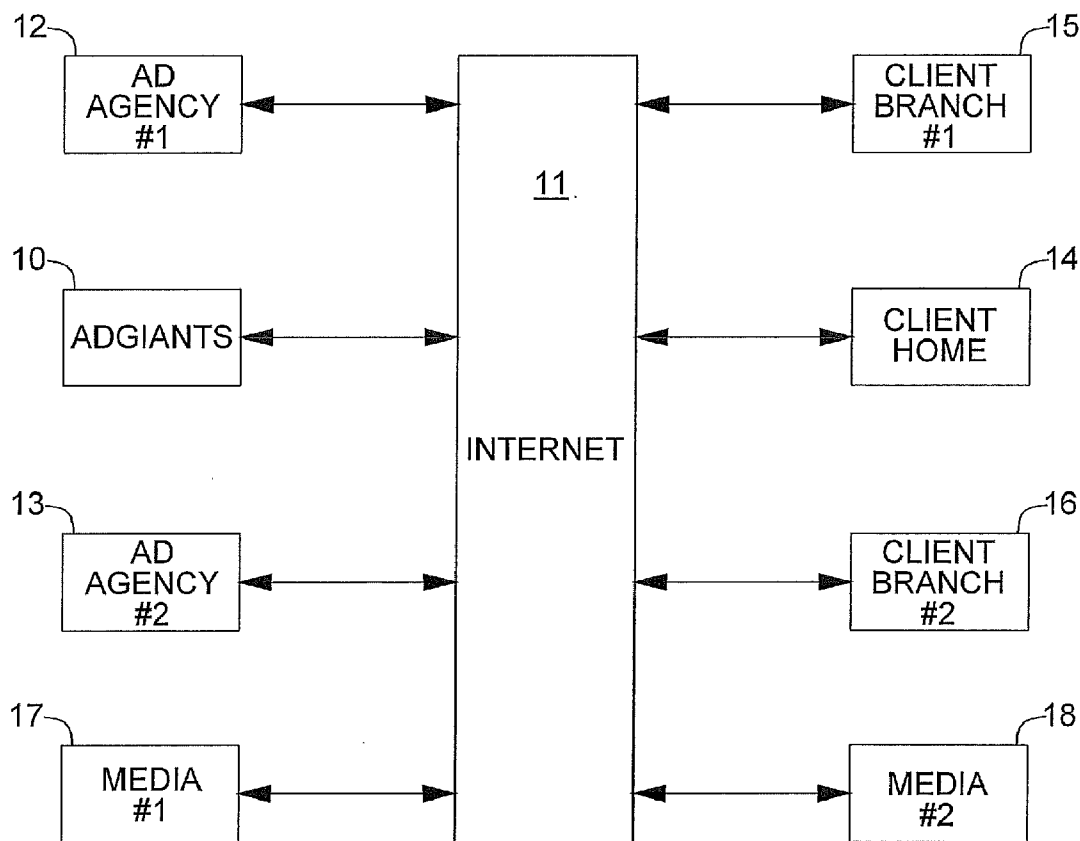 12
AD
AGENCY
#1
15
CLIENT
BRANCH
#1
11
10
ADGIANTS
14
CLIENT
HOME
INTERNET
13
AD
AGENCY
#2
16
CLIENT
BRANCH
#2
17
MEDIA
#1
18
MEDIA
#2